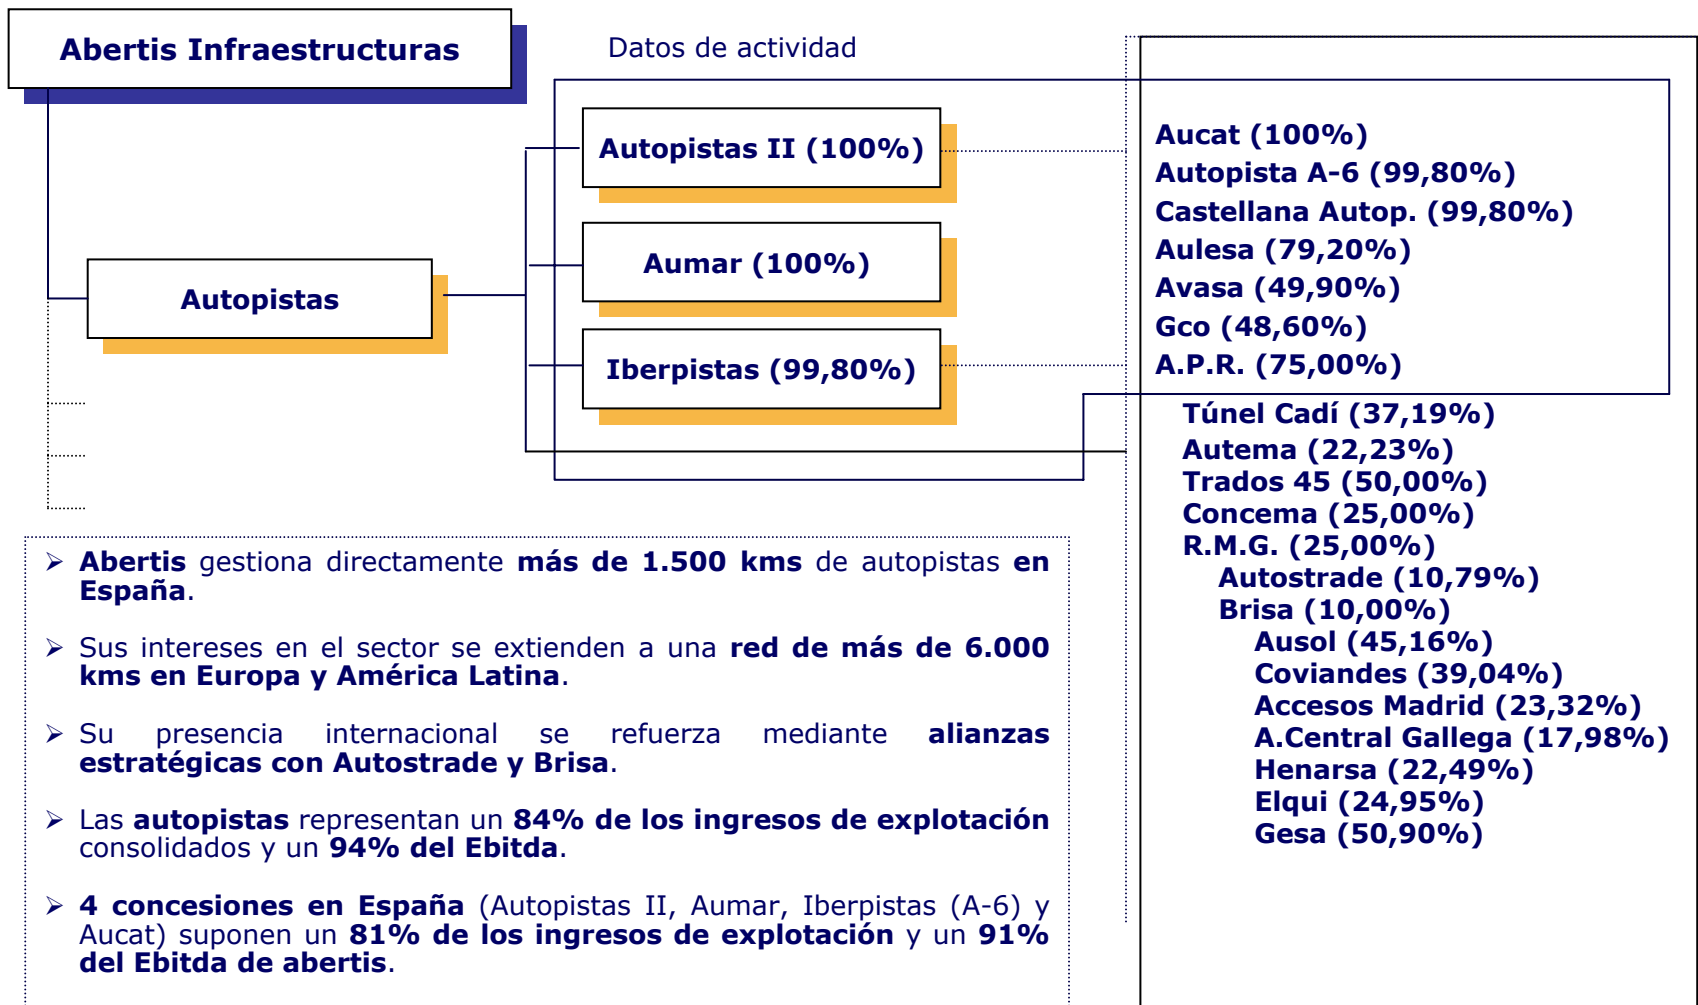 Abertis Infraestructuras
Datos de actividad
Autopistas
Autopistas II (100%)
Aumar (100%)
Iberpistas (99,80%)
Aucat (100%)
Autopista A-6 (99,80%)
Castellana Autop. (99,80%)
Aulesa (79,20%)
Avasa (49,90%)
Gco (48,60%)
A.P.R. (75,00%)
Túnel Cadí (37,19%)
Autema (22,23%)
Trados 45 (50,00%)
Concema (25,00%)
R.M.G. (25,00%)
Autostrade (10,79%)
Brisa (10,00%)
Ausol (45,16%)
Coviandes (39,04%)
Accesos Madrid (23,32%)
A.Central Gallega (17,98%)
Henarsa (22,49%)
Elqui (24,95%)
Gesa (50,90%)
➢ Abertis gestiona directamente más de 1.500 kms de autopistas en
España.
➢ Sus intereses en el sector se extienden a una red de más de 6.000
kms en Europa y América Latina.
➢ Su presencia internacional se refuerza mediante alianzas
estratégicas con Autostrade y Brisa.
➢ Las autopistas representan un 84% de los ingresos de explotación
consolidados y un 94% del Ebitda.
➢ 4 concesiones en España (Autopistas II, Aumar, Iberpistas (A-6) y
Aucat) suponen un 81% de los ingresos de explotación y un 91%
del Ebitda de abertis.